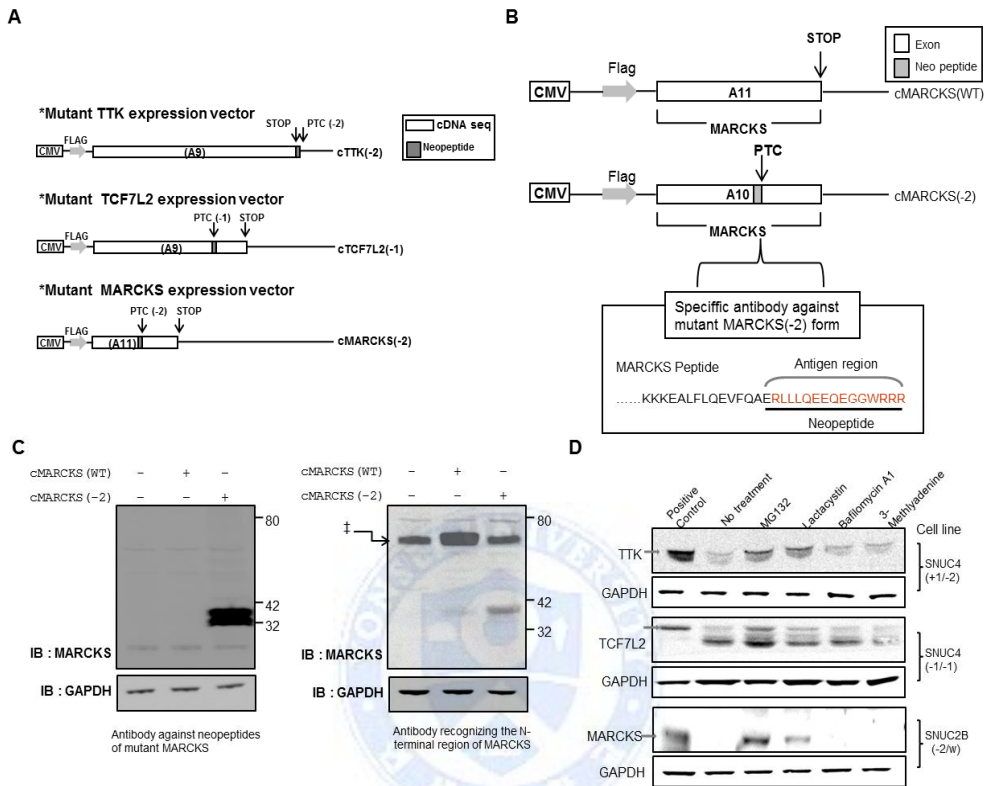 A
*Mutant TTK expression vector
FLAG
STOP PTC (-2)
CMV
(A9)
cTTK(-2)
cDNA seq
Neopeptide
*Mutant TCF7L2 expression vector
FLAG
PTC (-1) STOP
CMV
(A9)
cTCF7L2(-1)
*Mutant MARCKS expression vector
FLAG
PTC (-2) STOP
CMV
(A11)
cMARCKS(-2)
B
STOP
Exon
Neo peptide
Flag
CMV
A11
cMARCKS(WT)
MARCKS
PTC
Flag
CMV
A10
cMARCKS(-2)
MARCKS
Speciffic antibody against
mutant MARCKS(-2) form
MARCKS Peptide
Antigen region
......KKKEALFLQEVFQAERLLLQEEQEGGWRRR
Neopeptide
C
cMARCKS(WT) – + –
cMARCKS(-2) – – +
80
42
32
IB : MARCKS
IB : GAPDH
Antibody against neopeptides
of mutant MARCKS
cMARCKS(WT) – + –
cMARCKS(-2) – – +
‡
80
42
32
IB : MARCKS
IB : GAPDH
Antibody recognizing the N-
terminal region of MARCKS
D
Positive
Control
No treatment
MG132
Lactacystin
Bafilomycin A1
3-
Methlyadenine
Cell line
TTK
GAPDH
SNUC4
(+1/-2)
TCF7L2
GAPDH
SNUC4
(-1/-1)
MARCKS
GAPDH
SNUC2B
(-2/w)